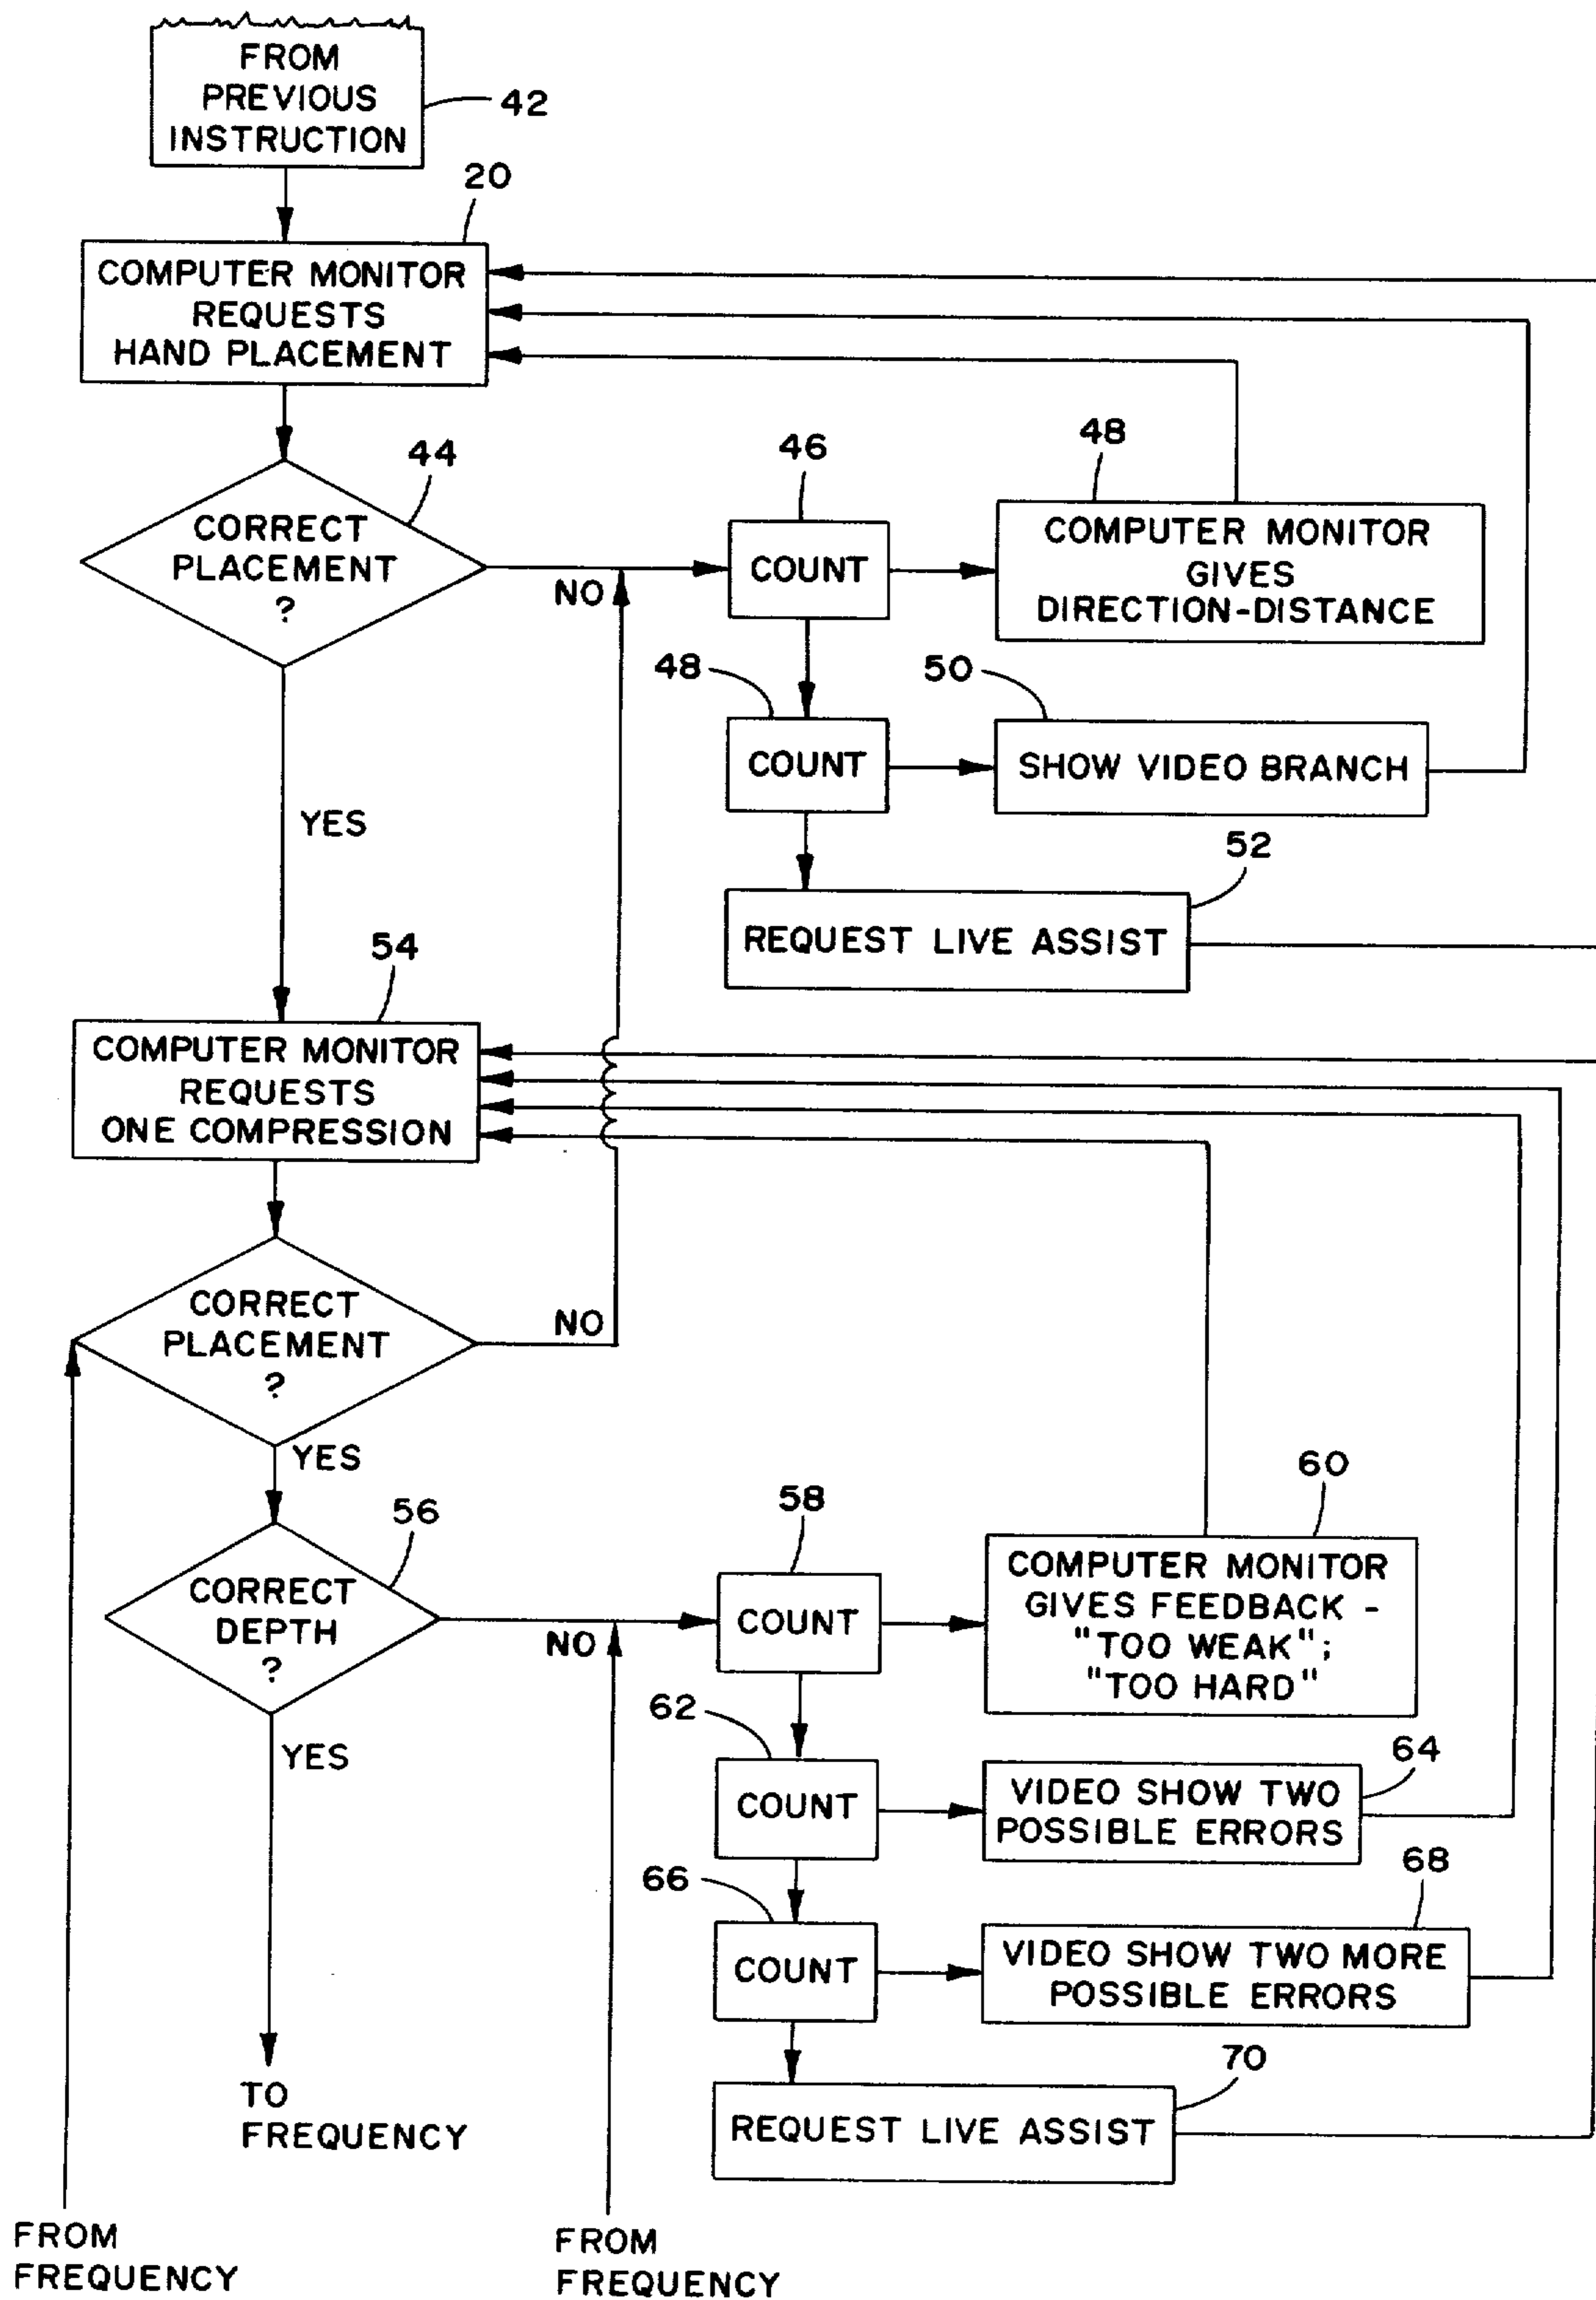 FROM
PREVIOUS
INSTRUCTION
42
20
COMPUTER MONITOR
REQUESTS
HAND PLACEMENT
44
CORRECT
PLACEMENT
?
NO
46
COUNT
48
COMPUTER MONITOR
GIVES
DIRECTION-DISTANCE
48
COUNT
50
SHOW VIDEO BRANCH
YES
52
REQUEST LIVE ASSIST
54
COMPUTER MONITOR
REQUESTS
ONE COMPRESSION
CORRECT
PLACEMENT
?
NO
YES
56
CORRECT
DEPTH
?
NO
58
COUNT
60
COMPUTER MONITOR
GIVES FEEDBACK -
"TOO WEAK";
"TOO HARD"
YES
62
COUNT
64
VIDEO SHOW TWO
POSSIBLE ERRORS
66
COUNT
68
VIDEO SHOW TWO MORE
POSSIBLE ERRORS
70
REQUEST LIVE ASSIST
TO
FREQUENCY
FROM
FREQUENCY
FROM
FREQUENCY